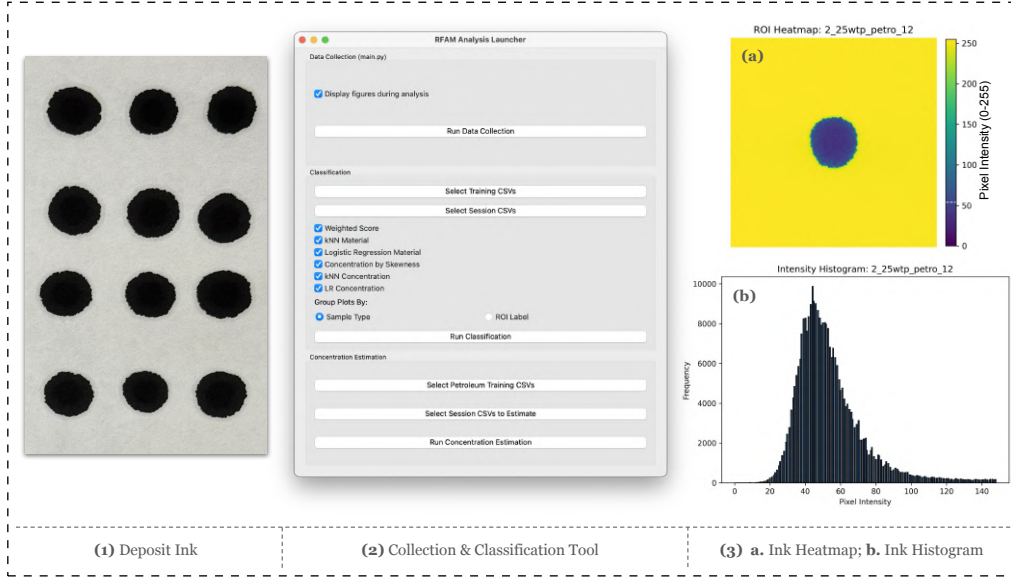 RFAM Analysis Launcher
Data Collection (main.py)
Display figures during analysis
Run Data Collection
Classification
Select Training CSVs
Select Session CSVs
Weighted Score
kNN Material
Logistic Regression Material
Concentration by Skewness
kNN Concentration
LR Concentration
Group Plots By:
Sample Type
ROI Label
Run Classification
Concentration Estimation
Select Petroleum Training CSVs
Select Session CSVs to Estimate
Run Concentration Estimation
ROI Heatmap: 2_25wtp_petro_12
(a)
250
200
150
100
50
0
Pixel Intensity (0-255)
Intensity Histogram: 2_25wtp_petro_12
(b)
10000
8000
6000
4000
2000
0
Frequency
0 20 40 60 80 100 120 140
Pixel Intensity
(1) Deposit Ink
(2) Collection & Classification Tool
(3) a. Ink Heatmap; b. Ink Histogram